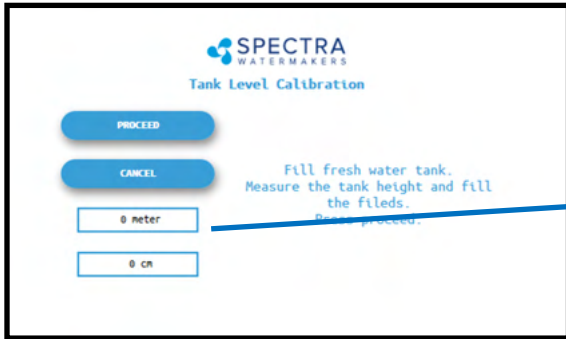 SPECTRA
WATERMAKERS
Tank Level Calibration
PROCEED
CANCEL
Fill fresh water tank.
Measure the tank height and fill
the fileds.
Press proceed.
0 meter
0 cm